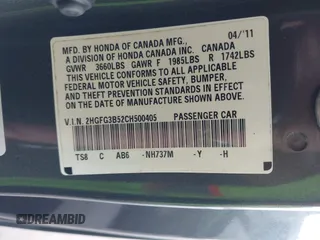 MFD. BY HONDA OF CANADA MFG., 04/'11
A DIVISION OF HONDA CANADA INC. CANADA
GVWR 3660LBS GAWR F 1985LBS R 1742LBS
THIS VEHICLE CONFORMS TO ALL APPLICABLE
FEDERAL MOTOR VEHICLE SAFETY, BUMPER,
AND THEFT PREVENTION STANDARDS IN EFFECT
ON THE DATE OF MANUFACTURE SHOWN ABOVE.
V.I.N. 2HGFG3B52CH500405 PASSENGER CAR
TS8 C AB6 -NH737M -Y -H
DREAMBID